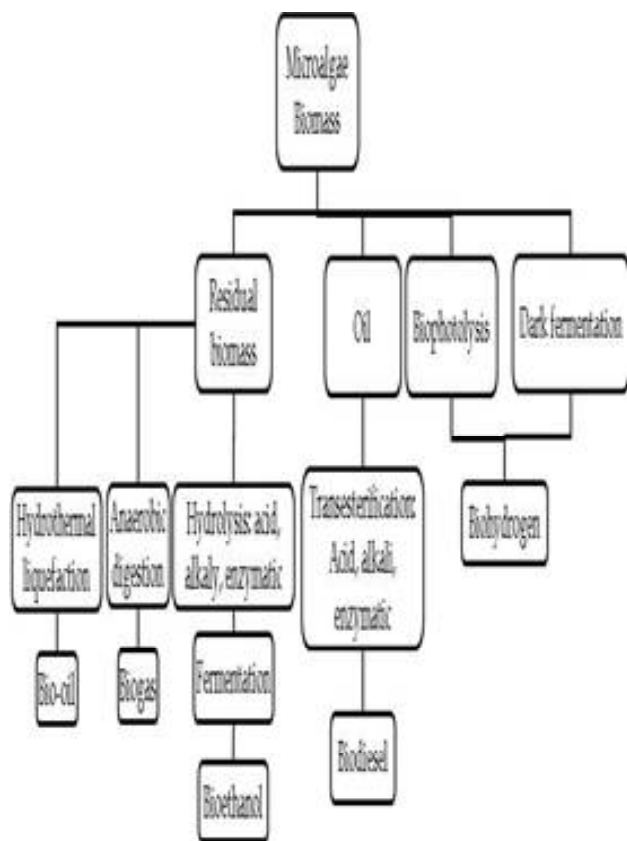 Microalgae
Biomass
Residual
biomass
Oil
Biophotolysis
Dark fermentation
Hydrothermal
liquefaction
Anaerobic
digestion
Hydrolysis: acid,
alkaly, enzymatic
Transesterification:
Acid, alkali,
enzymatic
Biohydrogen
Bio-oil
Biogas
Fermentation
Biodiesel
Bioethanol